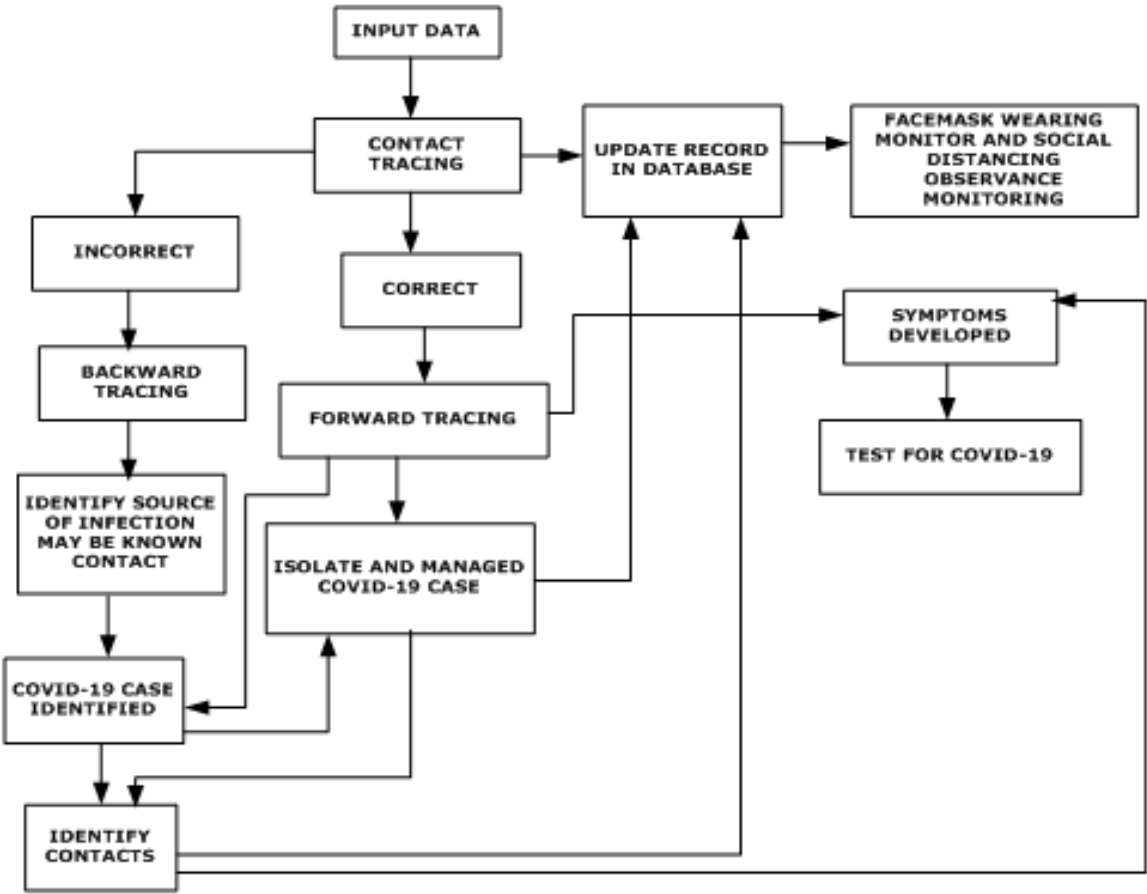 INPUT DATA
CONTACT
TRACING
UPDATE RECORD
IN DATABASE
FACEMASK WEARING
MONITOR AND SOCIAL
DISTANCING
OBSERVANCE
MONITORING
INCORRECT
CORRECT
SYMPTOMS
DEVELOPED
BACKWARD
TRACING
FORWARD TRACING
TEST FOR COVID-19
IDENTIFY SOURCE
OF INFECTION
MAY BE KNOWN
CONTACT
ISOLATE AND MANAGED
COVID-19 CASE
COVID-19 CASE
IDENTIFIED
IDENTIFY
CONTACTS